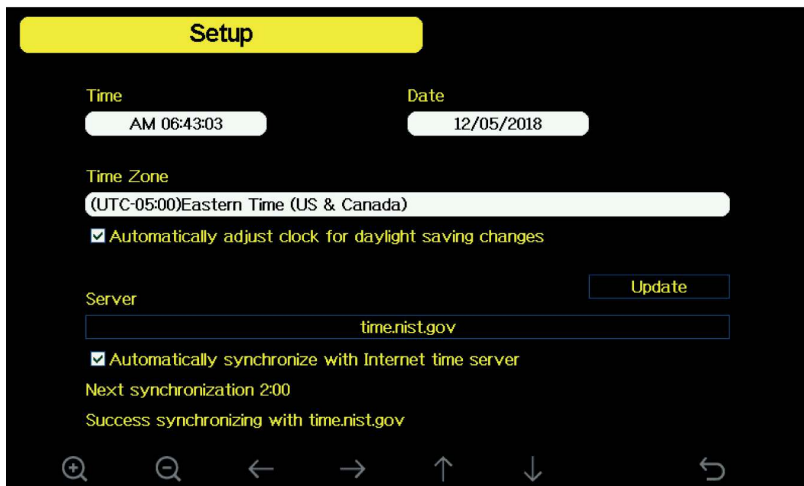 Setup
Time Date
AM 06:43:03 12/05/2018
Time Zone
(UTC-05:00)Eastern Time (US & Canada)
Automatically adjust clock for daylight saving changes
Update
Server
time.nist.gov
Automatically synchronize with Internet time server
Next synchronization 2:00
Success synchronizing with time.nist.gov